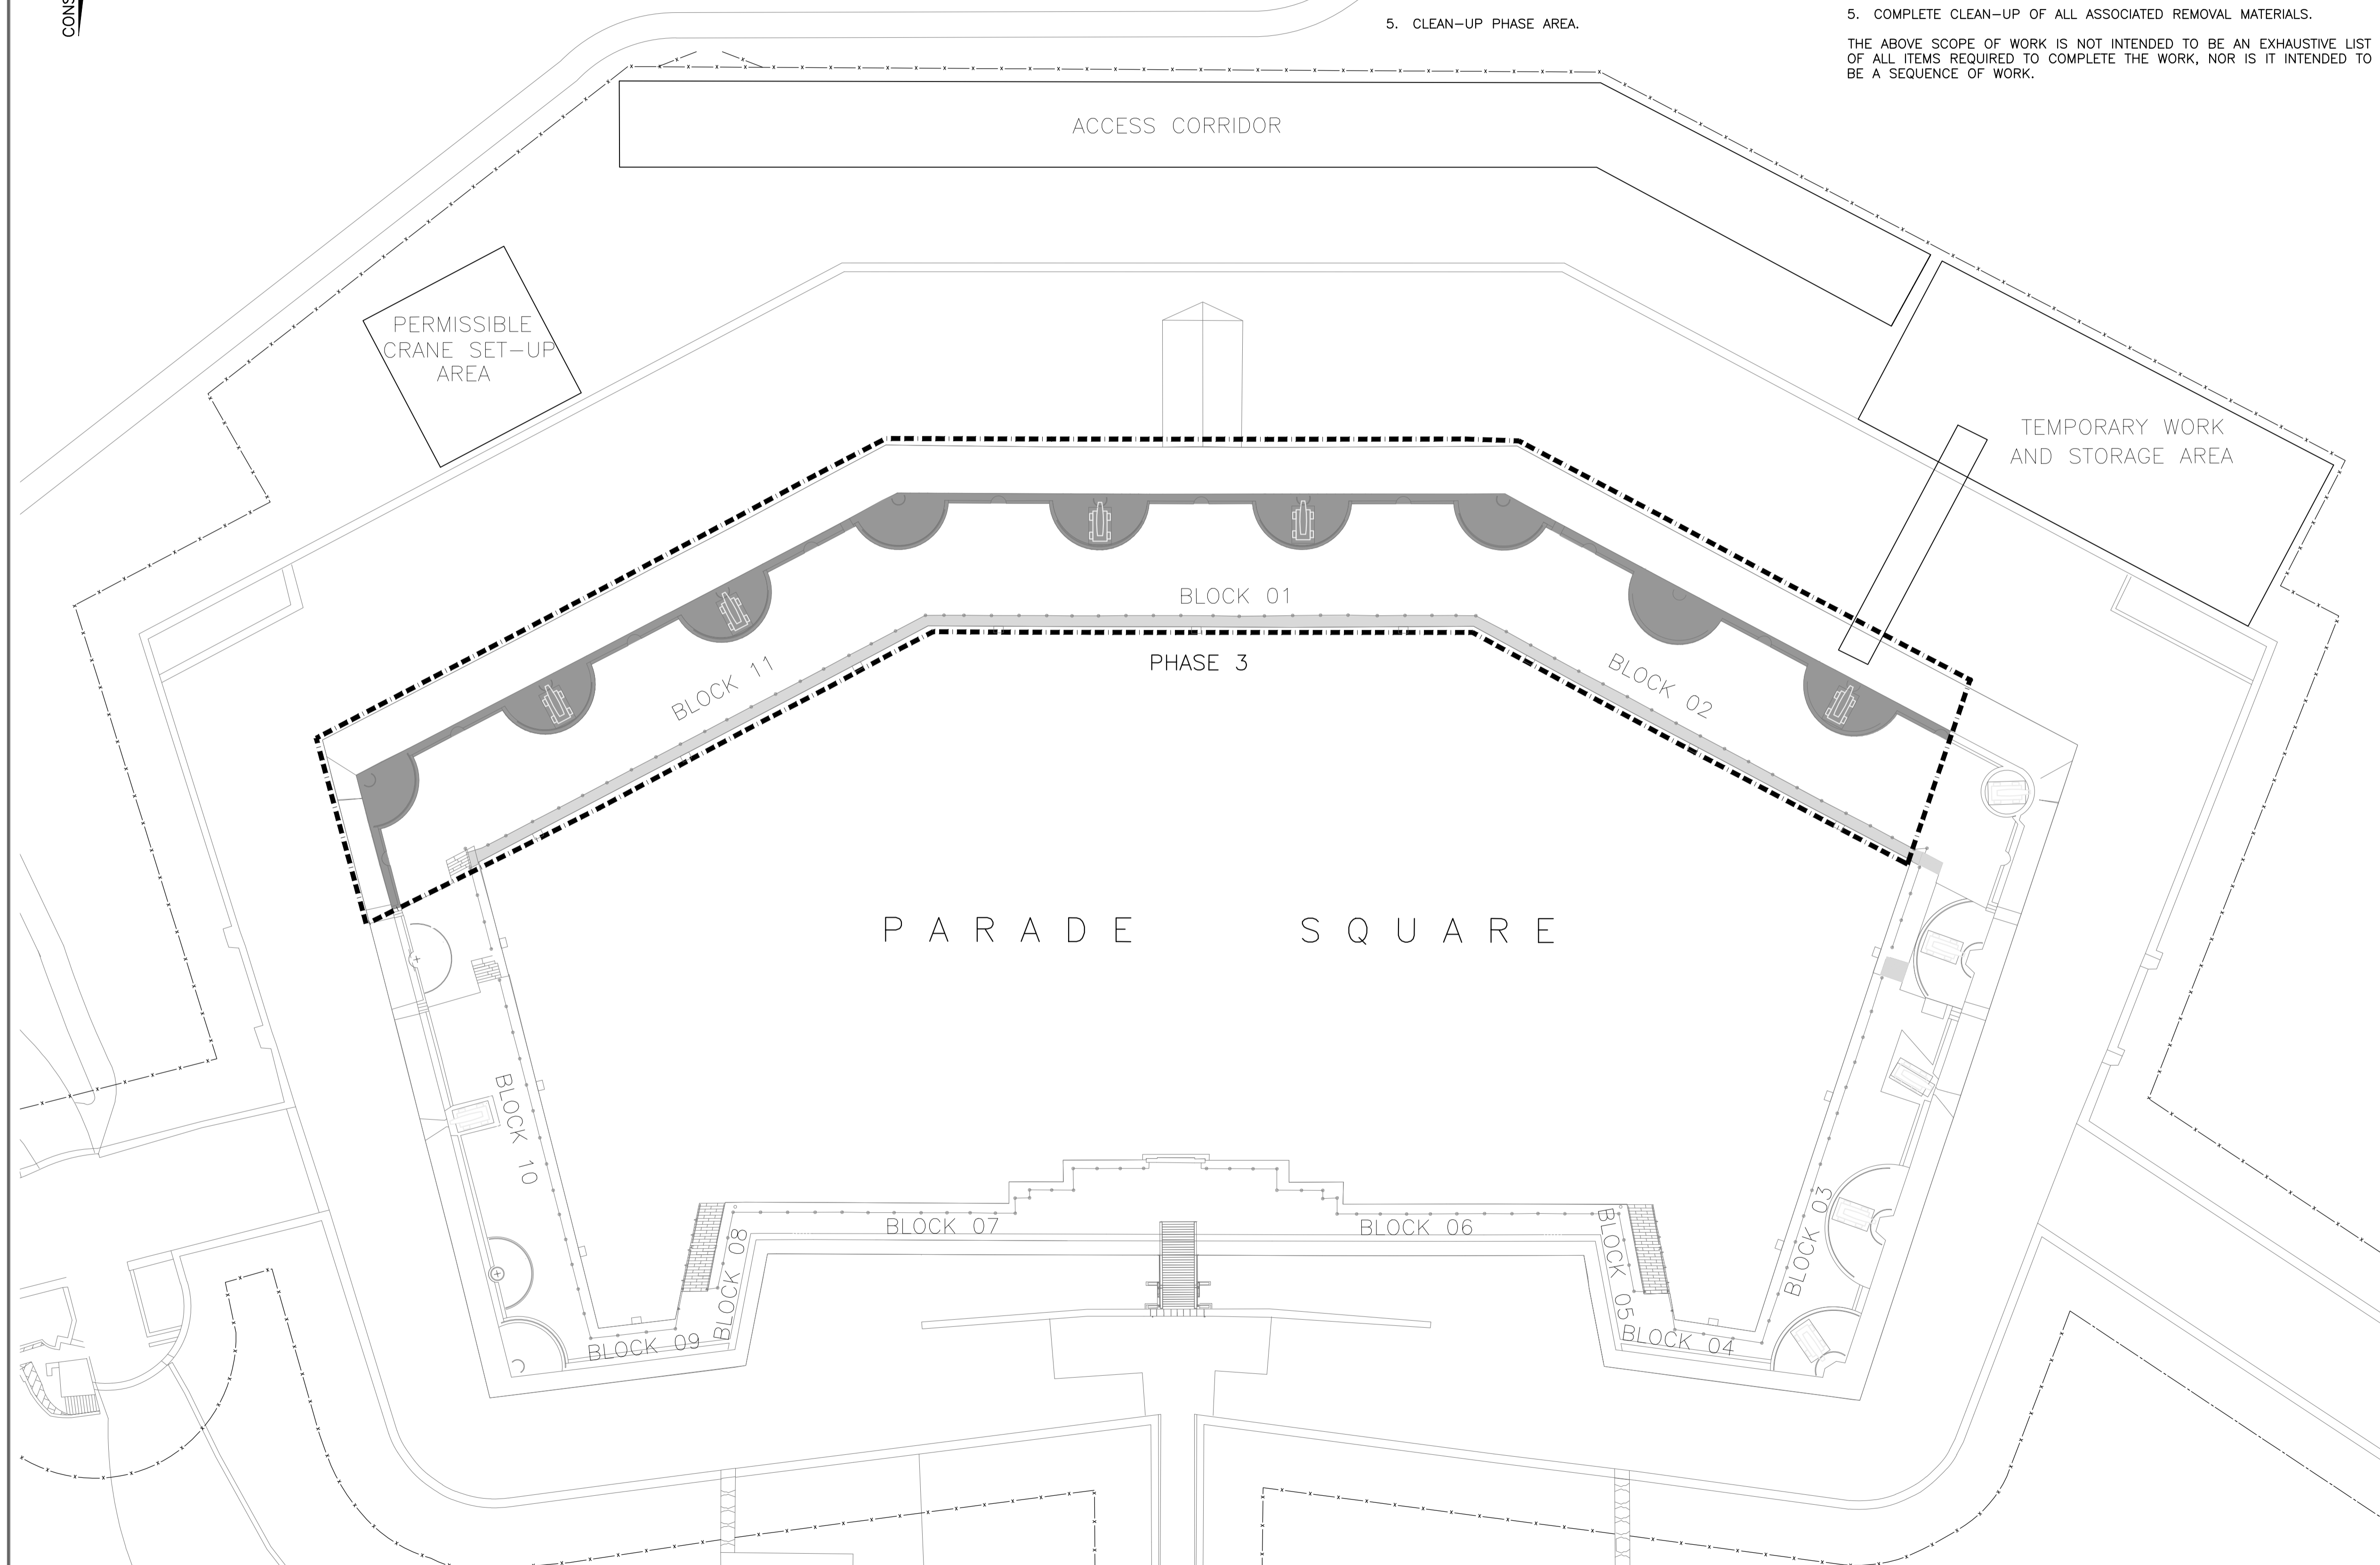 CONS
5. CLEAN-UP PHASE AREA.
5. COMPLETE CLEAN-UP OF ALL ASSOCIATED REMOVAL MATERIALS.
THE ABOVE SCOPE OF WORK IS NOT INTENDED TO BE AN EXHAUSTIVE LIST
OF ALL ITEMS REQUIRED TO COMPLETE THE WORK, NOR IS IT INTENDED TO
BE A SEQUENCE OF WORK.
ACCESS CORRIDOR
PERMISSIBLE
CRANE SET-UP
AREA
TEMPORARY WORK
AND STORAGE AREA
BLOCK 01
PHASE 3
BLOCK 11
BLOCK 02
PARADE SQUARE
BLOCK 10
BLOCK 03
BLOCK 07
BLOCK 06
BLOCK 08
BLOCK 05
BLOCK 09
BLOCK 04